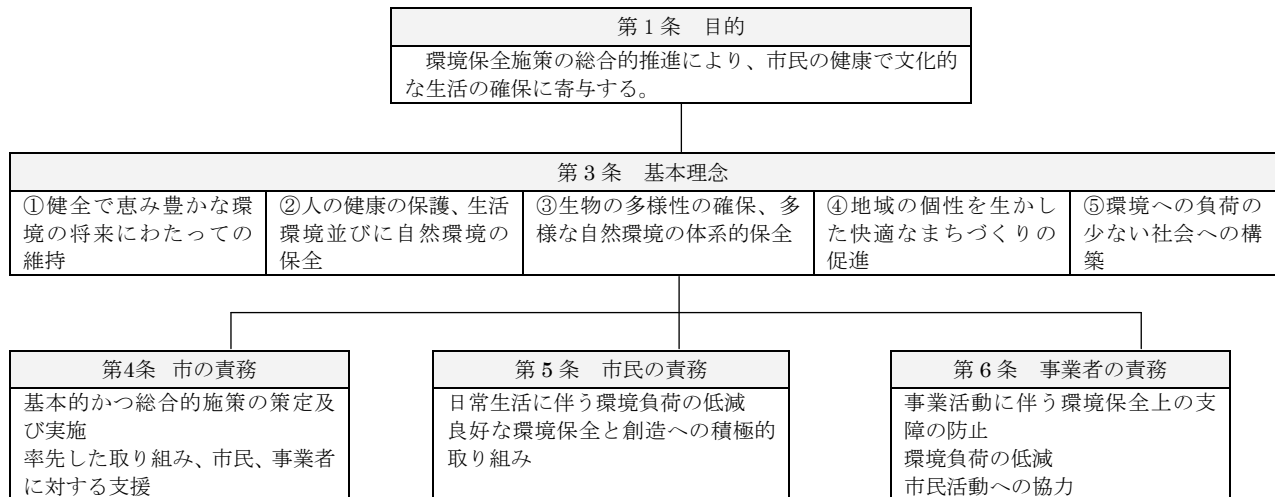 第1条 目的
環境保全施策の総合的推進により、市民の健康で文化的
な生活の確保に寄与する。
第3条 基本理念
①健全で恵み豊かな環
境の将来にわたっての
維持
②人の健康の保護、生活
環境並びに自然環境の
保全
③生物の多様性の確保、多
様な自然環境の体系的保全
④地域の個性を生かし
た快適なまちづくりの
促進
⑤環境への負荷の
少ない社会への構
築
第4条 市の責務
基本的かつ総合的施策の策定及
び実施
率先した取り組み、市民、事業者
に対する支援
第5条 市民の責務
日常生活に伴う環境負荷の低減
良好な環境保全と創造への積極的
取り組み
第6条 事業者の責務
事業活動に伴う環境保全上の支
障の防止
環境負荷の低減
市民活動への協力